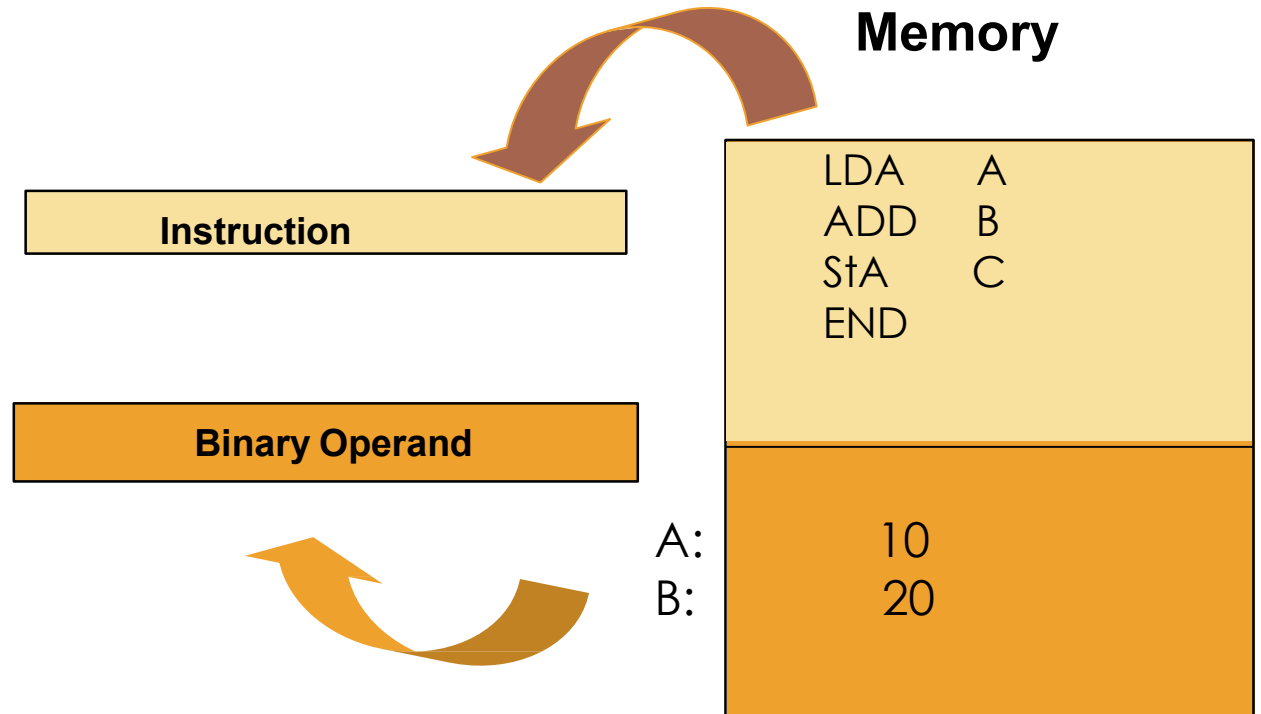 Memory
LDA A
ADD B
StA C
END
Instruction
Binary Operand
A: 10
B: 20